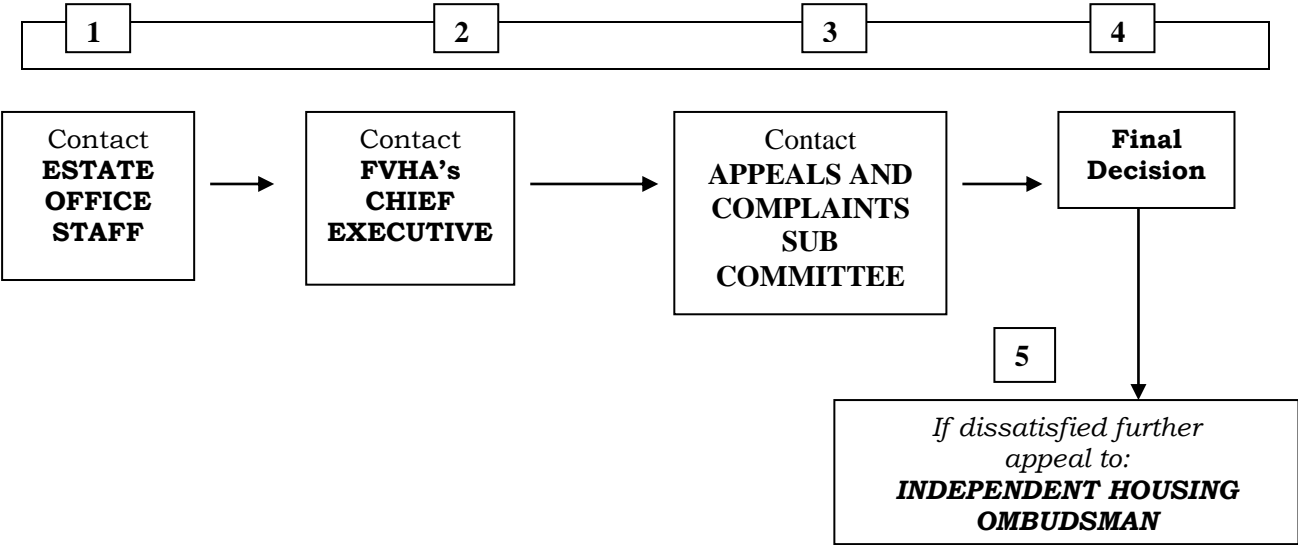 1
2
3
4
Contact
ESTATE
OFFICE
STAFF
Contact
FVHA's
CHIEF
EXECUTIVE
Contact
APPEALS AND
COMPLAINTS
SUB
COMMITTEE
Final
Decision
5
If dissatisfied further
appeal to:
INDEPENDENT HOUSING
OMBUDSMAN